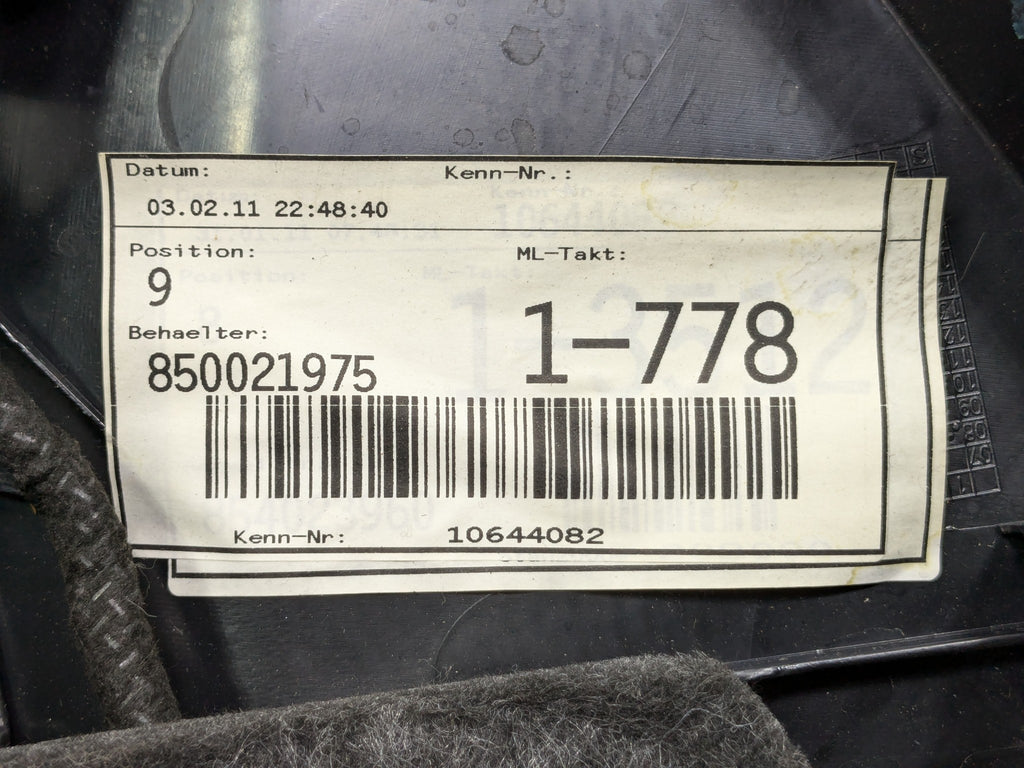 Datum: Kenn-Nr.:
03.02.11 22:48:40
Position: ML-Takt:
9
1-778
Behaelter:
850021975
Kenn-Nr: 10644082